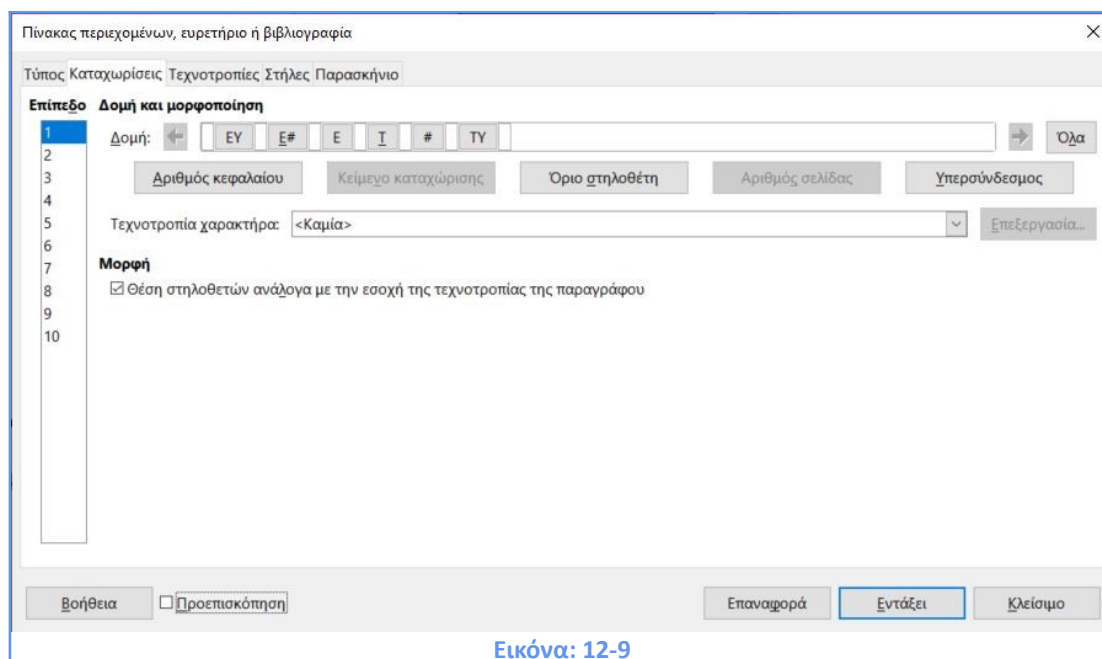 Πίνακας περιεχομένων, ευρετήριο ή βιβλιογραφία
Τύπος Καταχωρίσεις Τεχνοτροπίες Στήλες Παρασκήνιο
Επίπεδο Δομή και μορφοποίηση
1
Δομή: ΕΥ Ε# Ε Τ # ΤΥ Όλα
2
3 Αριθμός κεφαλαίου Κείμενο καταχώρισης Όριο στηλοθέτη Αριθμός σελίδας Υπερσύνδεσμος
4
5 Τεχνοτροπία χαρακτήρα: <Καμία> Επεξεργασία...
6
7 Μορφή
8 Θέση στηλοθετών ανάλογα με την εσοχή της τεχνοτροπίας της παραγράφου
9
10
Βοήθεια Προεπισκόπηση Επαναφορά Εντάξει Κλείσιμο
Εικόνα: 12-9